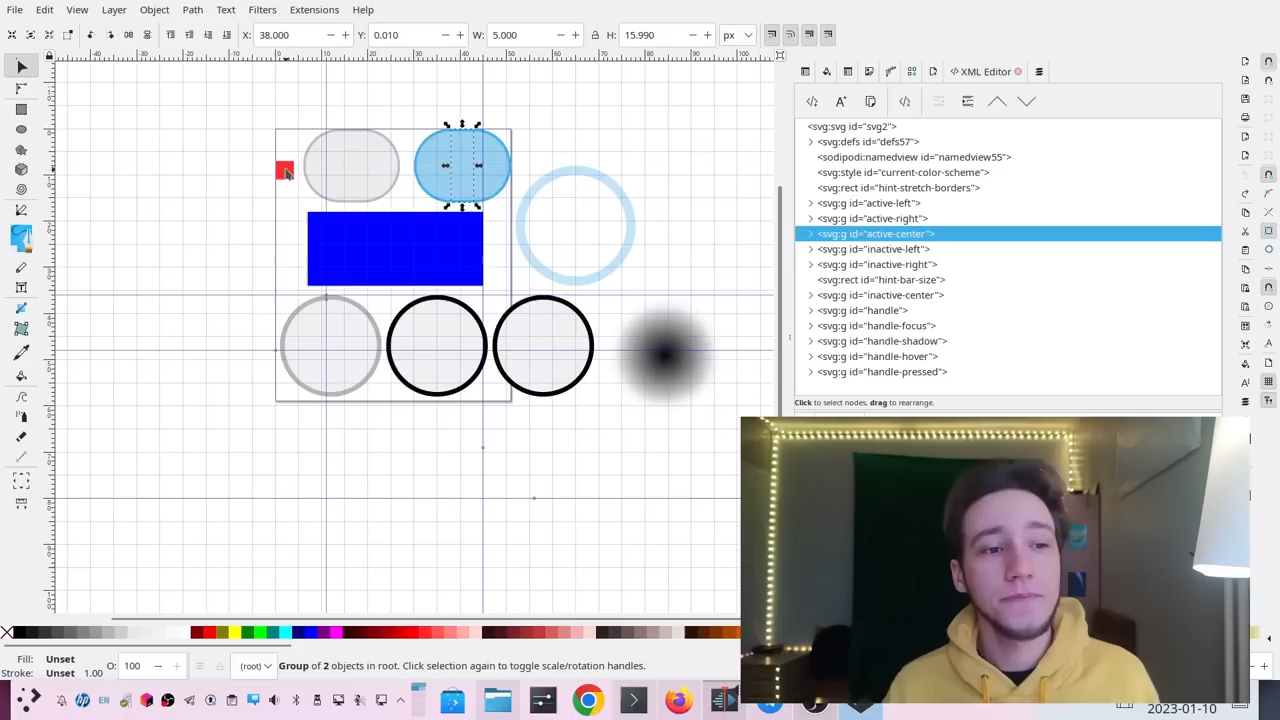 File Edit View Layer Object Path Text Filters Extensions Help
X: 38.000 Y: 0.010 W: 5.000 H: 15.990 px
XML Editor
<svg:svg id="svg2">
<svg:defs id="defs57">
<sodipodi:namedview id="namedview55">
<svg:style id="current-color-scheme">
<svg:rect id="hint-stretch-borders">
<svg:g id="active-left">
<svg:g id="active-right">
<svg:g id="active-center">
<svg:g id="inactive-left">
<svg:g id="inactive-right">
<svg:rect id="hint-bar-size">
<svg:g id="inactive-center">
<svg:g id="handle">
<svg:g id="handle-focus">
<svg:g id="handle-shadow">
<svg:g id="handle-hover">
<svg:g id="handle-pressed">
Click to select nodes, drag to rearrange.
Fill: Unset
Stroke: Unset 1.00
O: 100
(root)
Group of 2 objects in root. Click selection again to toggle scale/rotation handles.
EN
2023-01-10